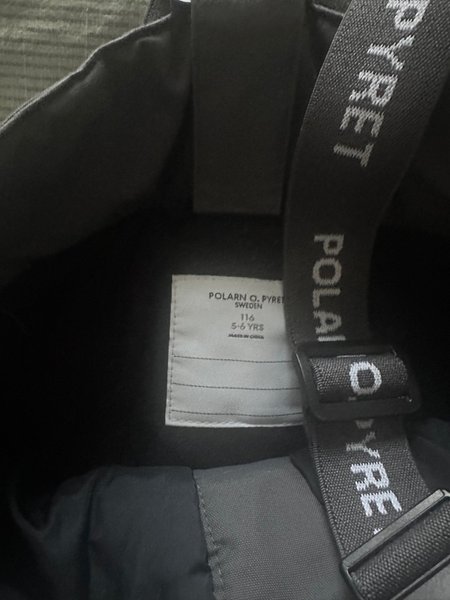 PYRET
POLARN O. PYRET
SWEDEN
116
5-6 YRS
MADE IN CHINA
POLARN
O.PYRET